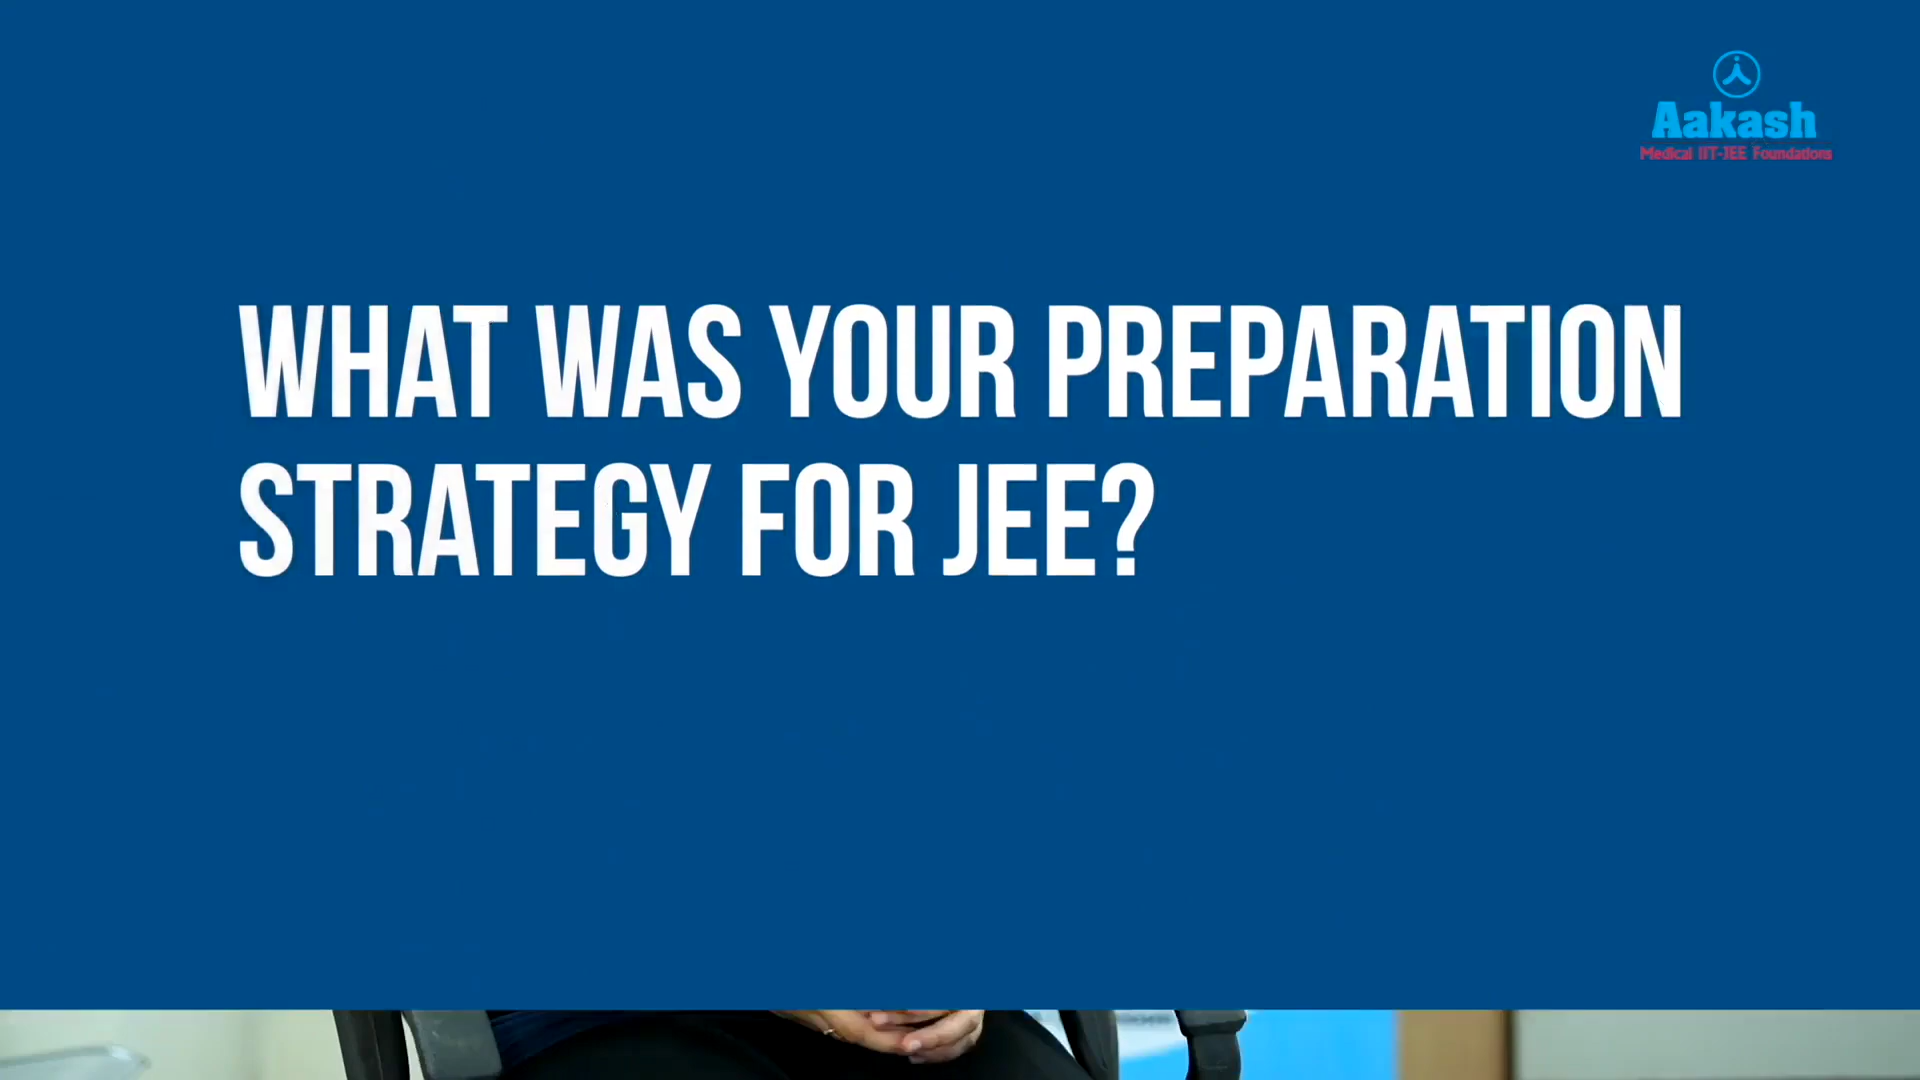 Aakash
Medical IIT-JEE Foundations
WHAT WAS YOUR PREPARATION
STRATEGY FOR JEE?